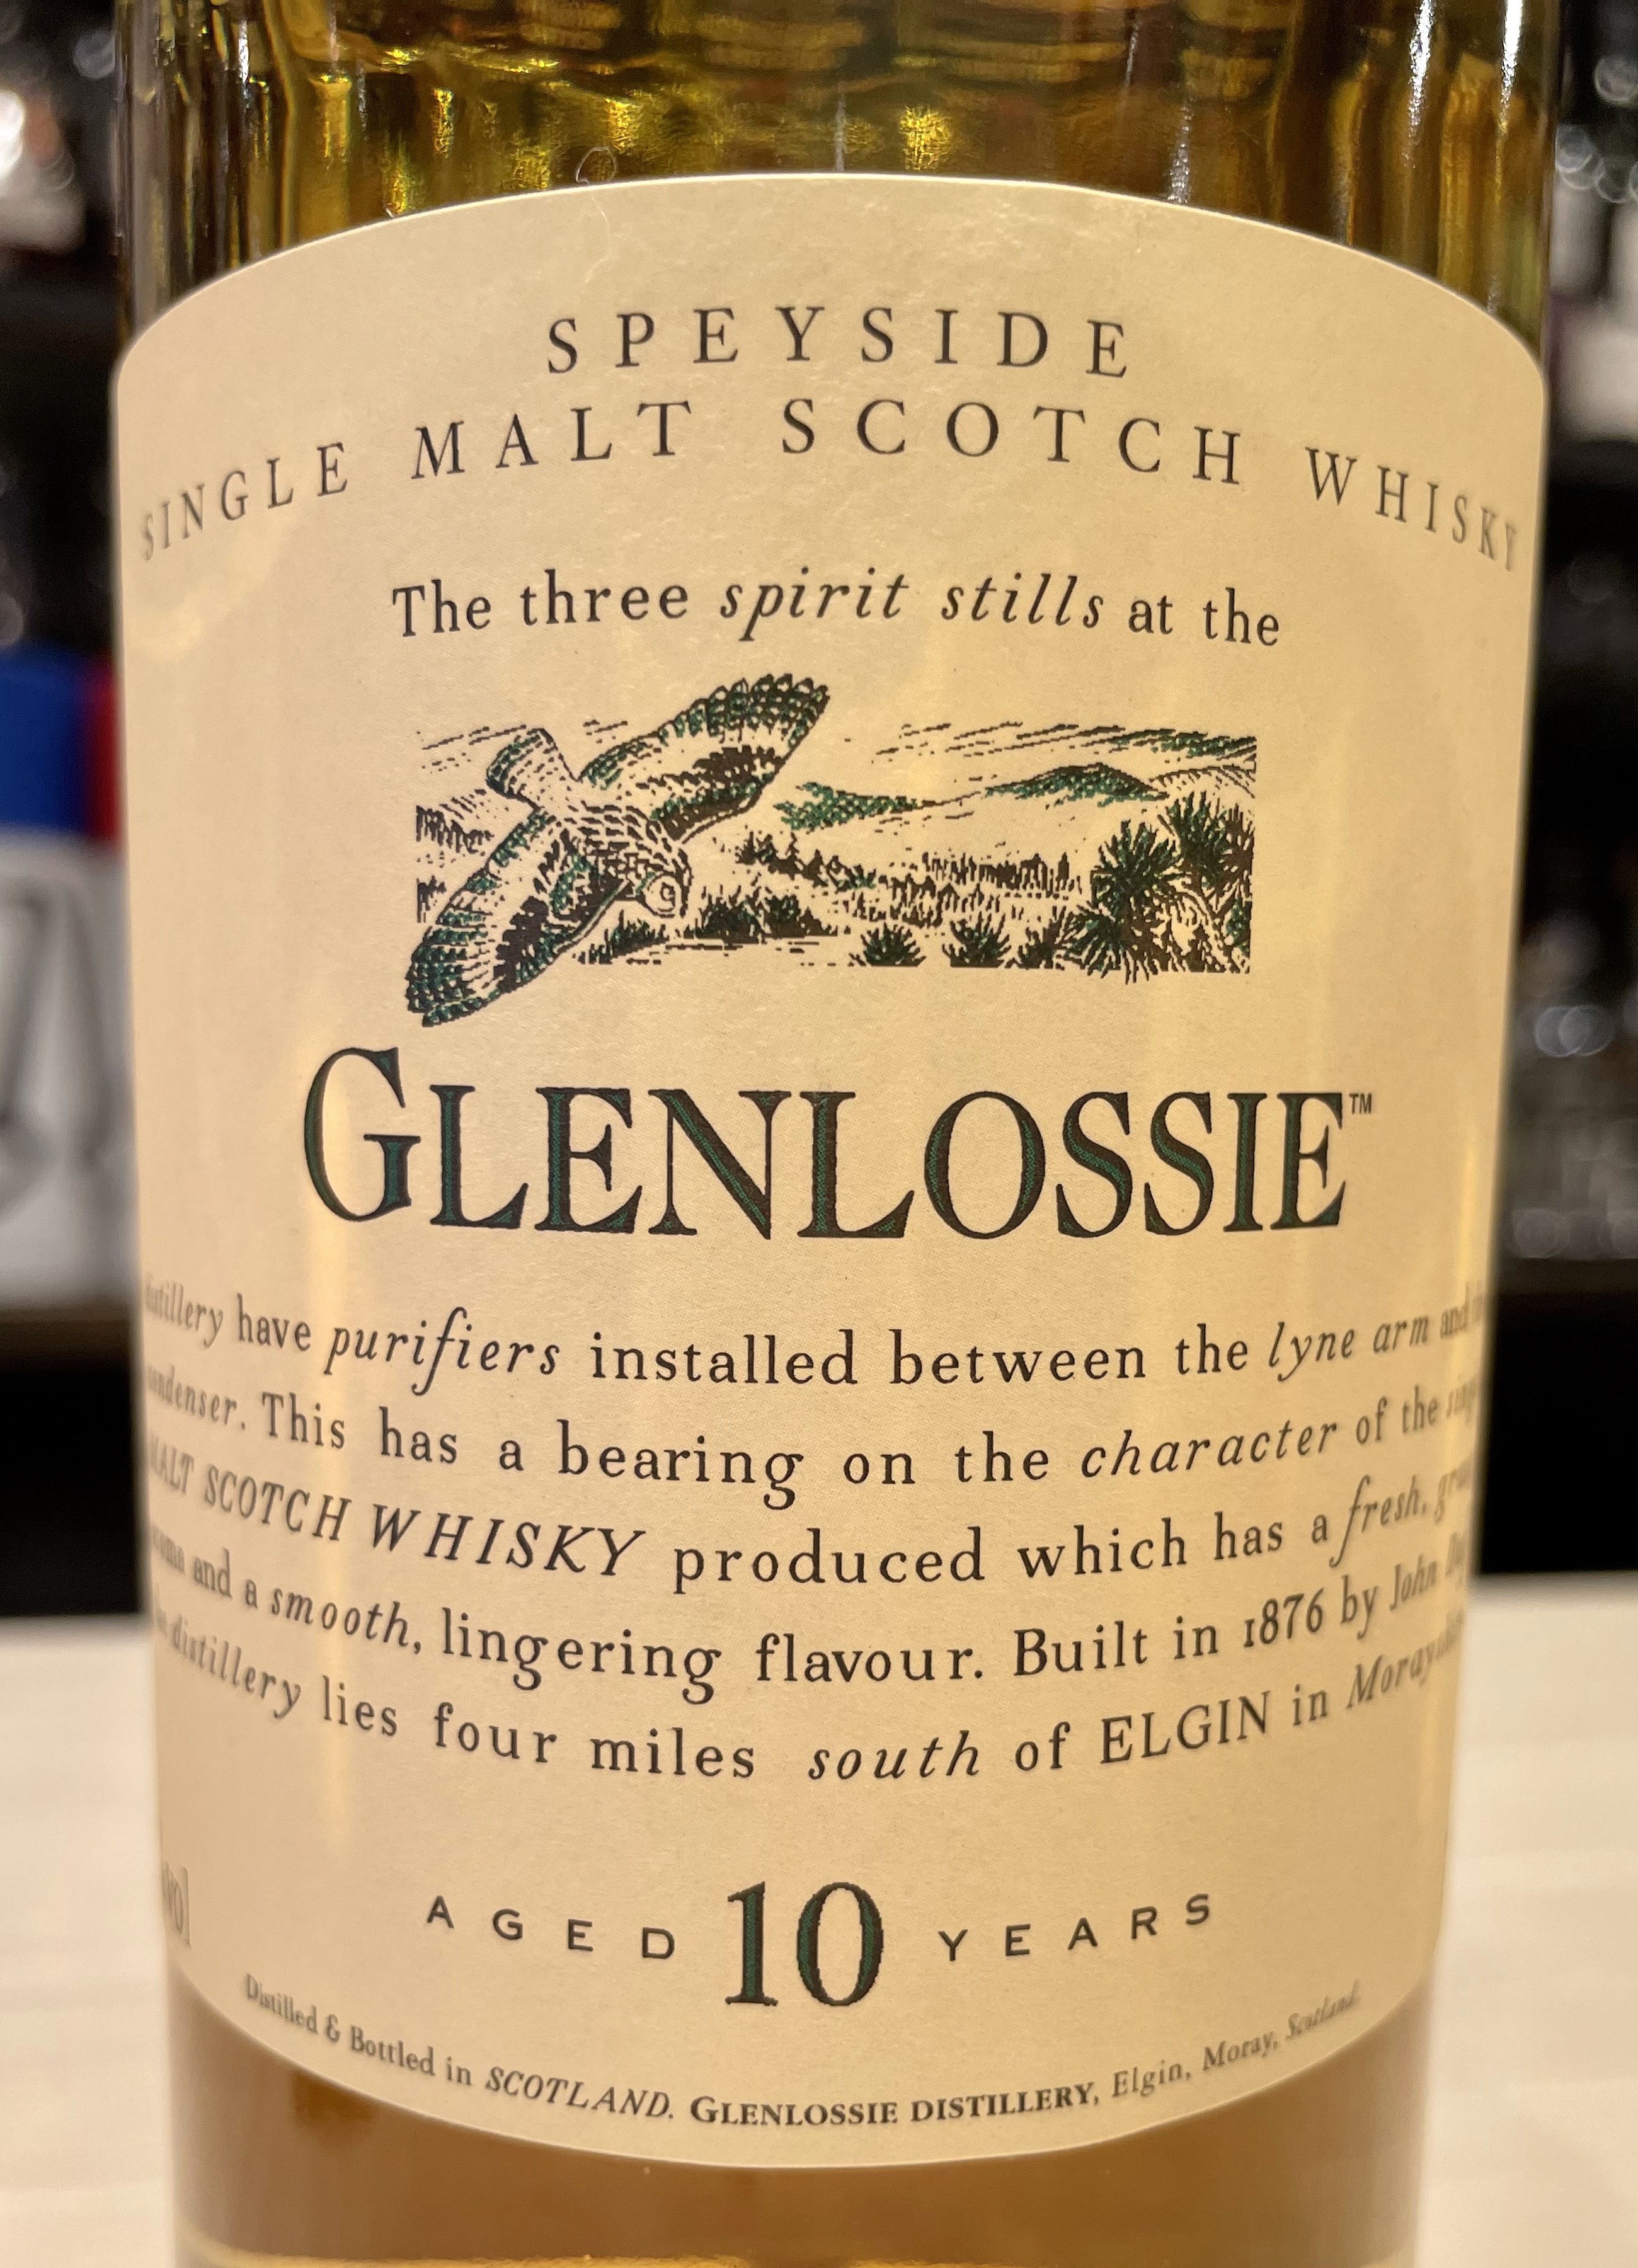 SPEYSIDE
SINGLE MALT SCOTCH WHISKY
The three spirit stills at the
GLENLOSSIE™
distillery have purifiers installed between the lyne arm and
condenser. This has a bearing on the character of the
MALT SCOTCH WHISKY produced which has a fresh,
and a smooth, lingering flavour. Built in 1876 by John
distillery lies four miles south of ELGIN in
AGED 10 YEARS
Distilled & Bottled in SCOTLAND. GLENLOSSIE DISTILLERY, Elgin, Moray, Scotland.